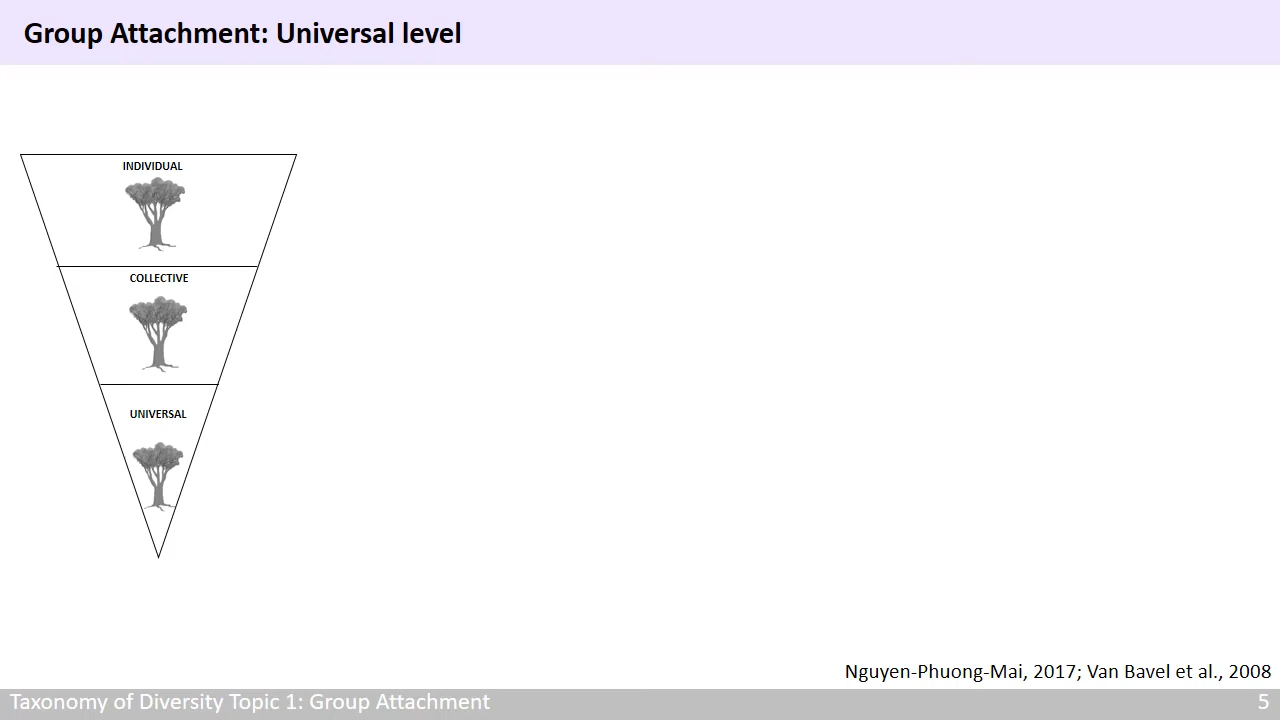 Group Attachment: Universal level
INDIVIDUAL
COLLECTIVE
UNIVERSAL
Nguyen-Phuong-Mai, 2017; Van Bavel et al., 2008
Taxonomy of Diversity Topic 1: Group Attachment
5